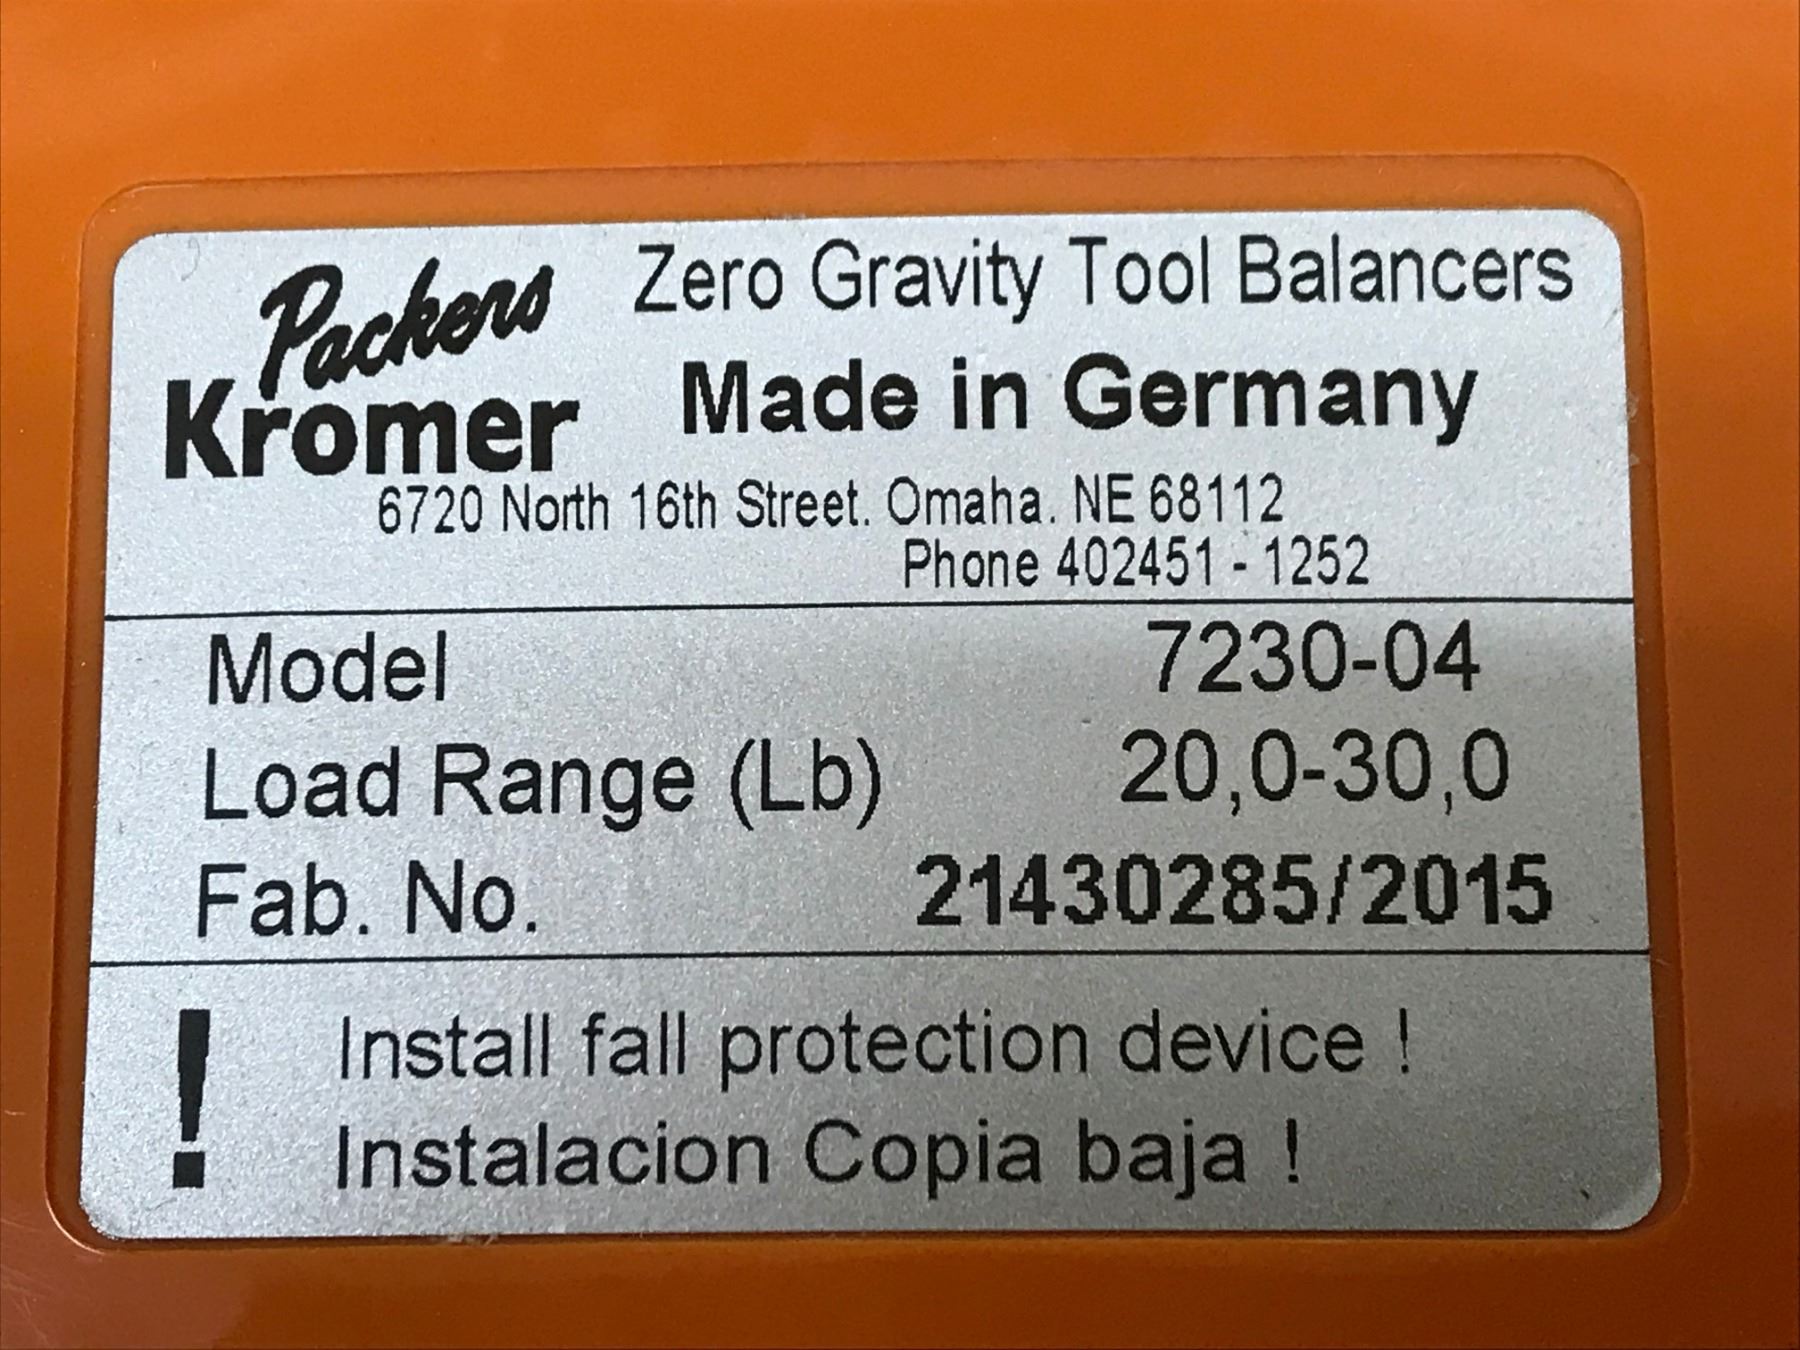 Packers
Kromer
Zero Gravity Tool Balancers
Made in Germany
6720 North 16th Street. Omaha. NE 68112
Phone 402451 - 1252
Model 7230-04
Load Range (Lb) 20,0-30,0
Fab. No. 21430285/2015
! Install fall protection device !
Instalacion Copia baja !